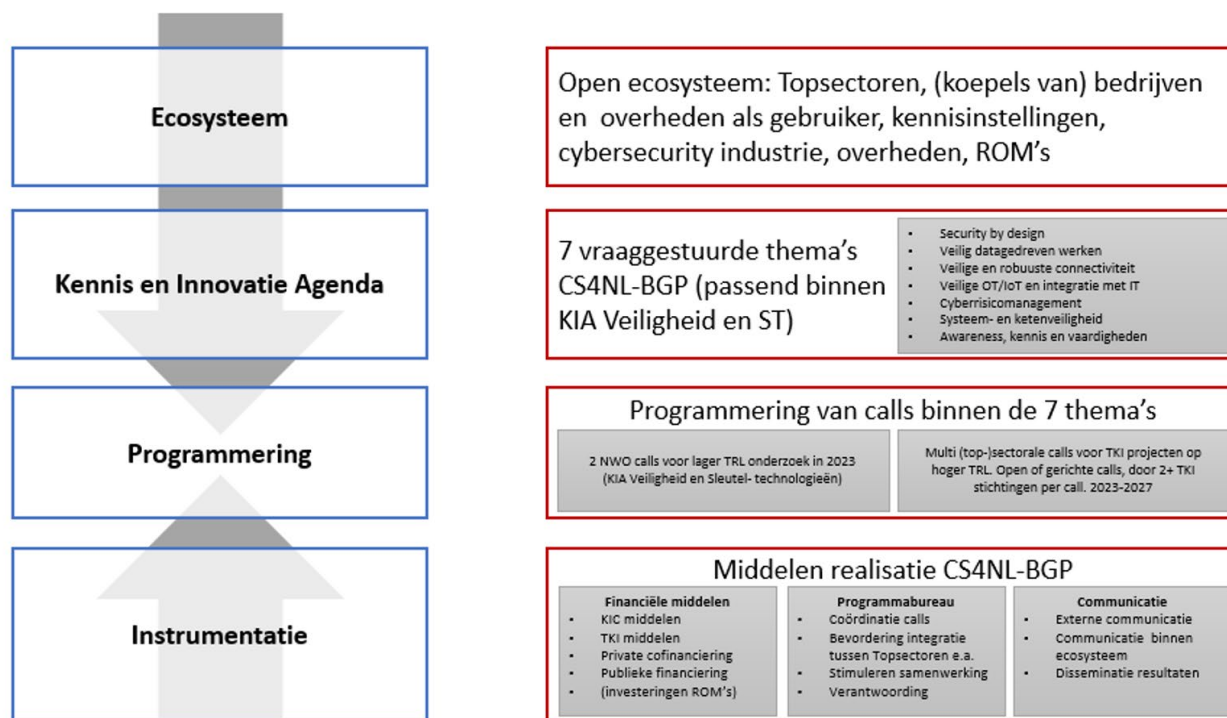 Ecosysteem
Open ecosysteem: Topsectoren, (koepels van) bedrijven
en overheden als gebruiker, kennisinstellingen,
cybersecurity industrie, overheden, ROM's
Kennis en Innovatie Agenda
7 vraaggestuurde thema's
CS4NL-BGP (passend binnen
KIA Veiligheid en ST)
• Security by design
• Veilig datagedreven werken
• Veilige en robuuste connectiviteit
• Veilige OT/IoT en integratie met IT
• Cyberrisicomanagement
• Systeem- en ketenveiligheid
• Awareness, kennis en vaardigheden
Programmering
Programmering van calls binnen de 7 thema's
2 NWO calls voor lager TRL onderzoek in 2023
(KIA Veiligheid en Sleutel- technologieën)
Multi (top-)sectorale calls voor TKI projecten op
hoger TRL. Open of gerichte calls, door 2+ TKI
stichtingen per call. 2023-2027
Instrumentatie
Middelen realisatie CS4NL-BGP
Financiële middelen
• KIC middelen
• TKI middelen
• Private cofinanciering
• Publieke financiering
• (investeringen ROM's)
Programmabureau
• Coördinatie calls
• Bevordering integratie
tussen Topsectoren e.a.
• Stimuleren samenwerking
• Verantwoording
Communicatie
• Externe communicatie
• Communicatie binnen
ecosysteem
• Disseminatie resultaten